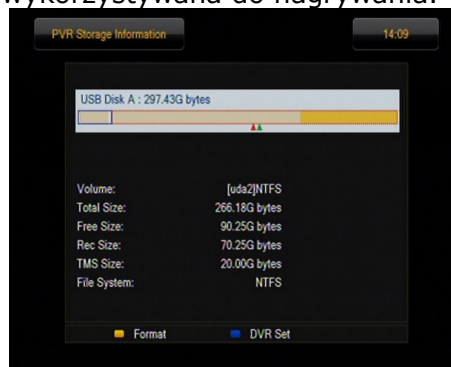 wykorzystywana do nagrywania.
PVR Storage Information 14:09
USB Disk A : 297.43G bytes
Volume: [uda2]NTFS
Total Size: 266.18G bytes
Free Size: 90.25G bytes
Rec Size: 70.25G bytes
TMS Size: 20.00G bytes
File System: NTFS
Format DVR Set